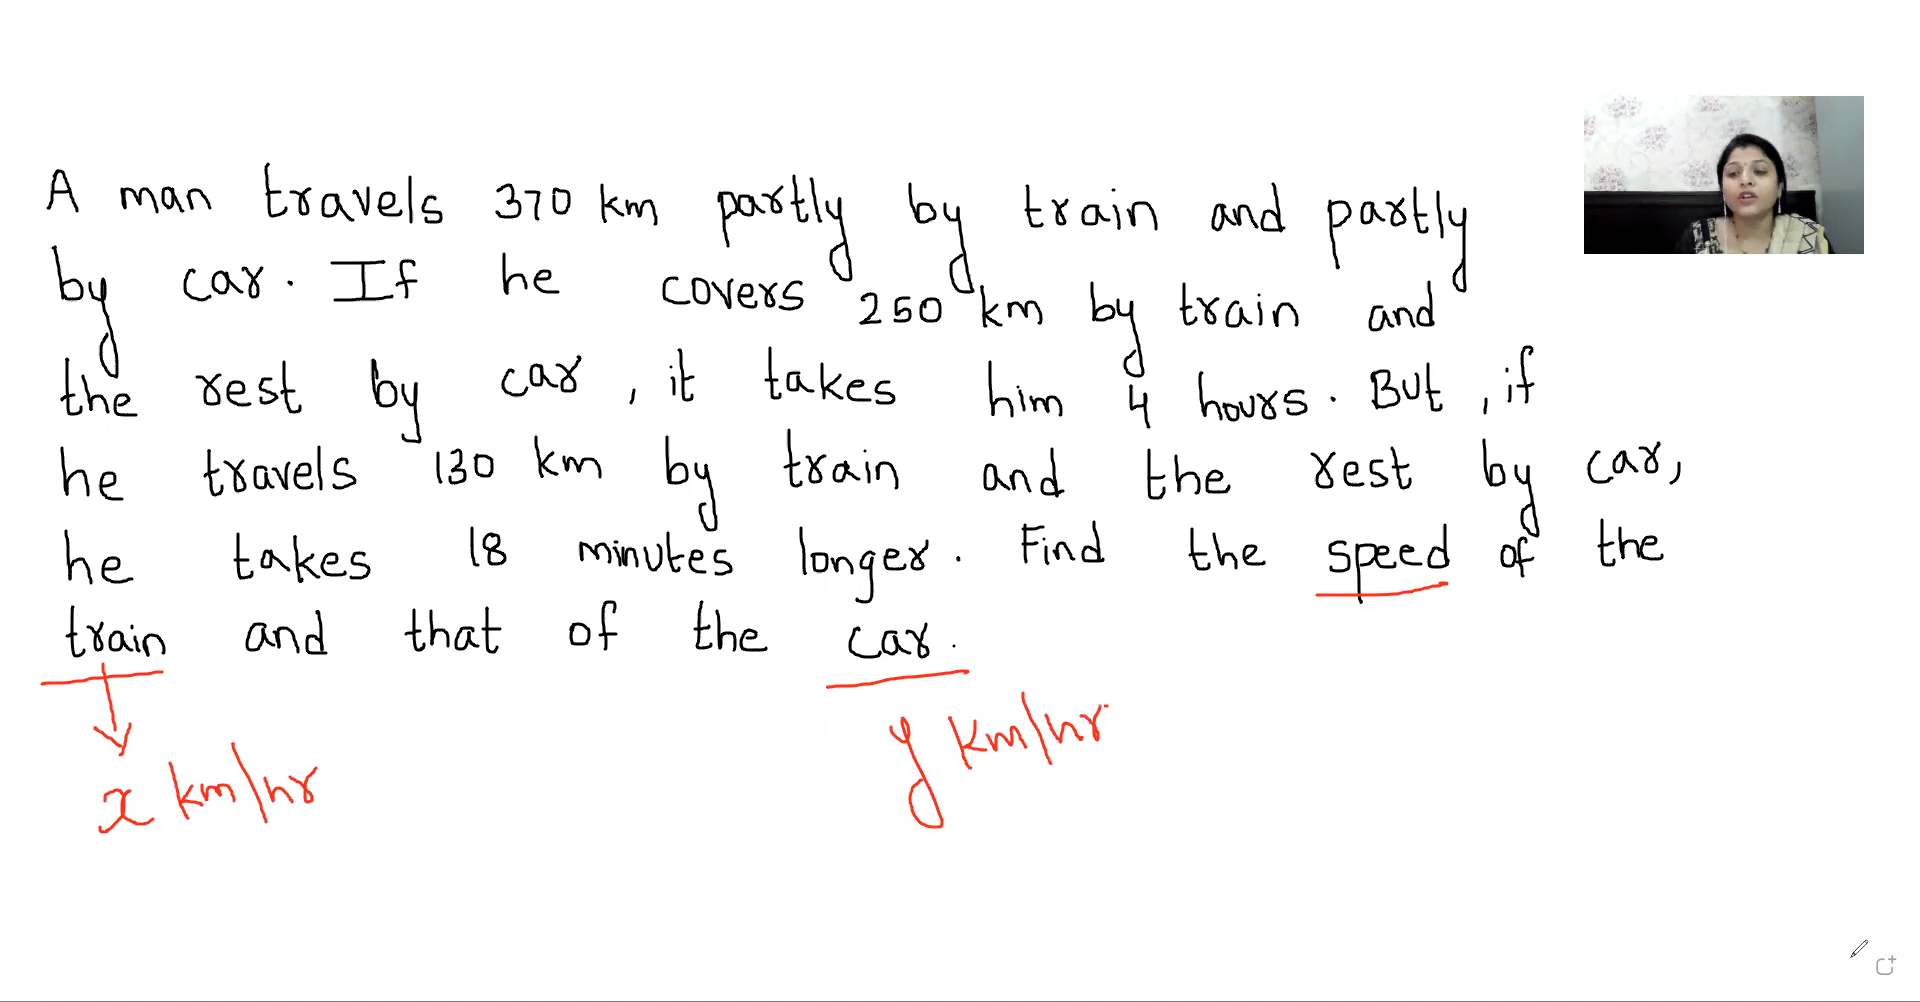 A man travels 370 km partly by train and partly
by car. If he covers 250 km by train and
the rest by car, it takes him 4 hours. But, if
he travels 130 km by train and the rest by car,
he takes 18 minutes longer. Find the speed of the
train and that of the car.
x km/hr
y km/hr